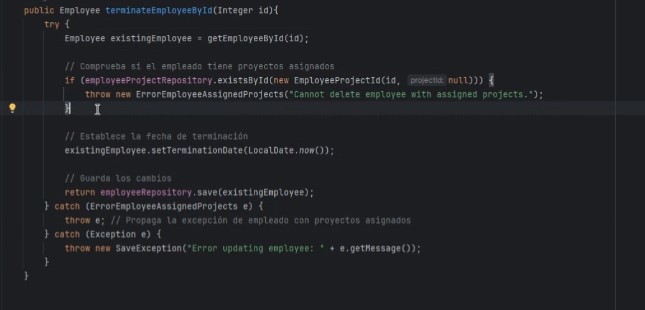 public Employee terminateEmployeeById(Integer id){
try {
Employee existingEmployee = getEmployeeById(id);
// Comprueba si el empleado tiene proyectos asignados
if (employeeProjectRepository.existsById(new EmployeeProjectId(id, projectId: null))) {
throw new ErrorEmployeeAssignedProjects("Cannot delete employee with assigned projects.");
}
// Establece la fecha de terminación
existingEmployee.setTerminationDate(LocalDate.now());
// Guarda los cambios
return employeeRepository.save(existingEmployee);
} catch (ErrorEmployeeAssignedProjects e) {
throw e; // Propaga la excepción de empleado con proyectos asignados
} catch (Exception e) {
throw new SaveException("Error updating employee: " + e.getMessage());
}
}